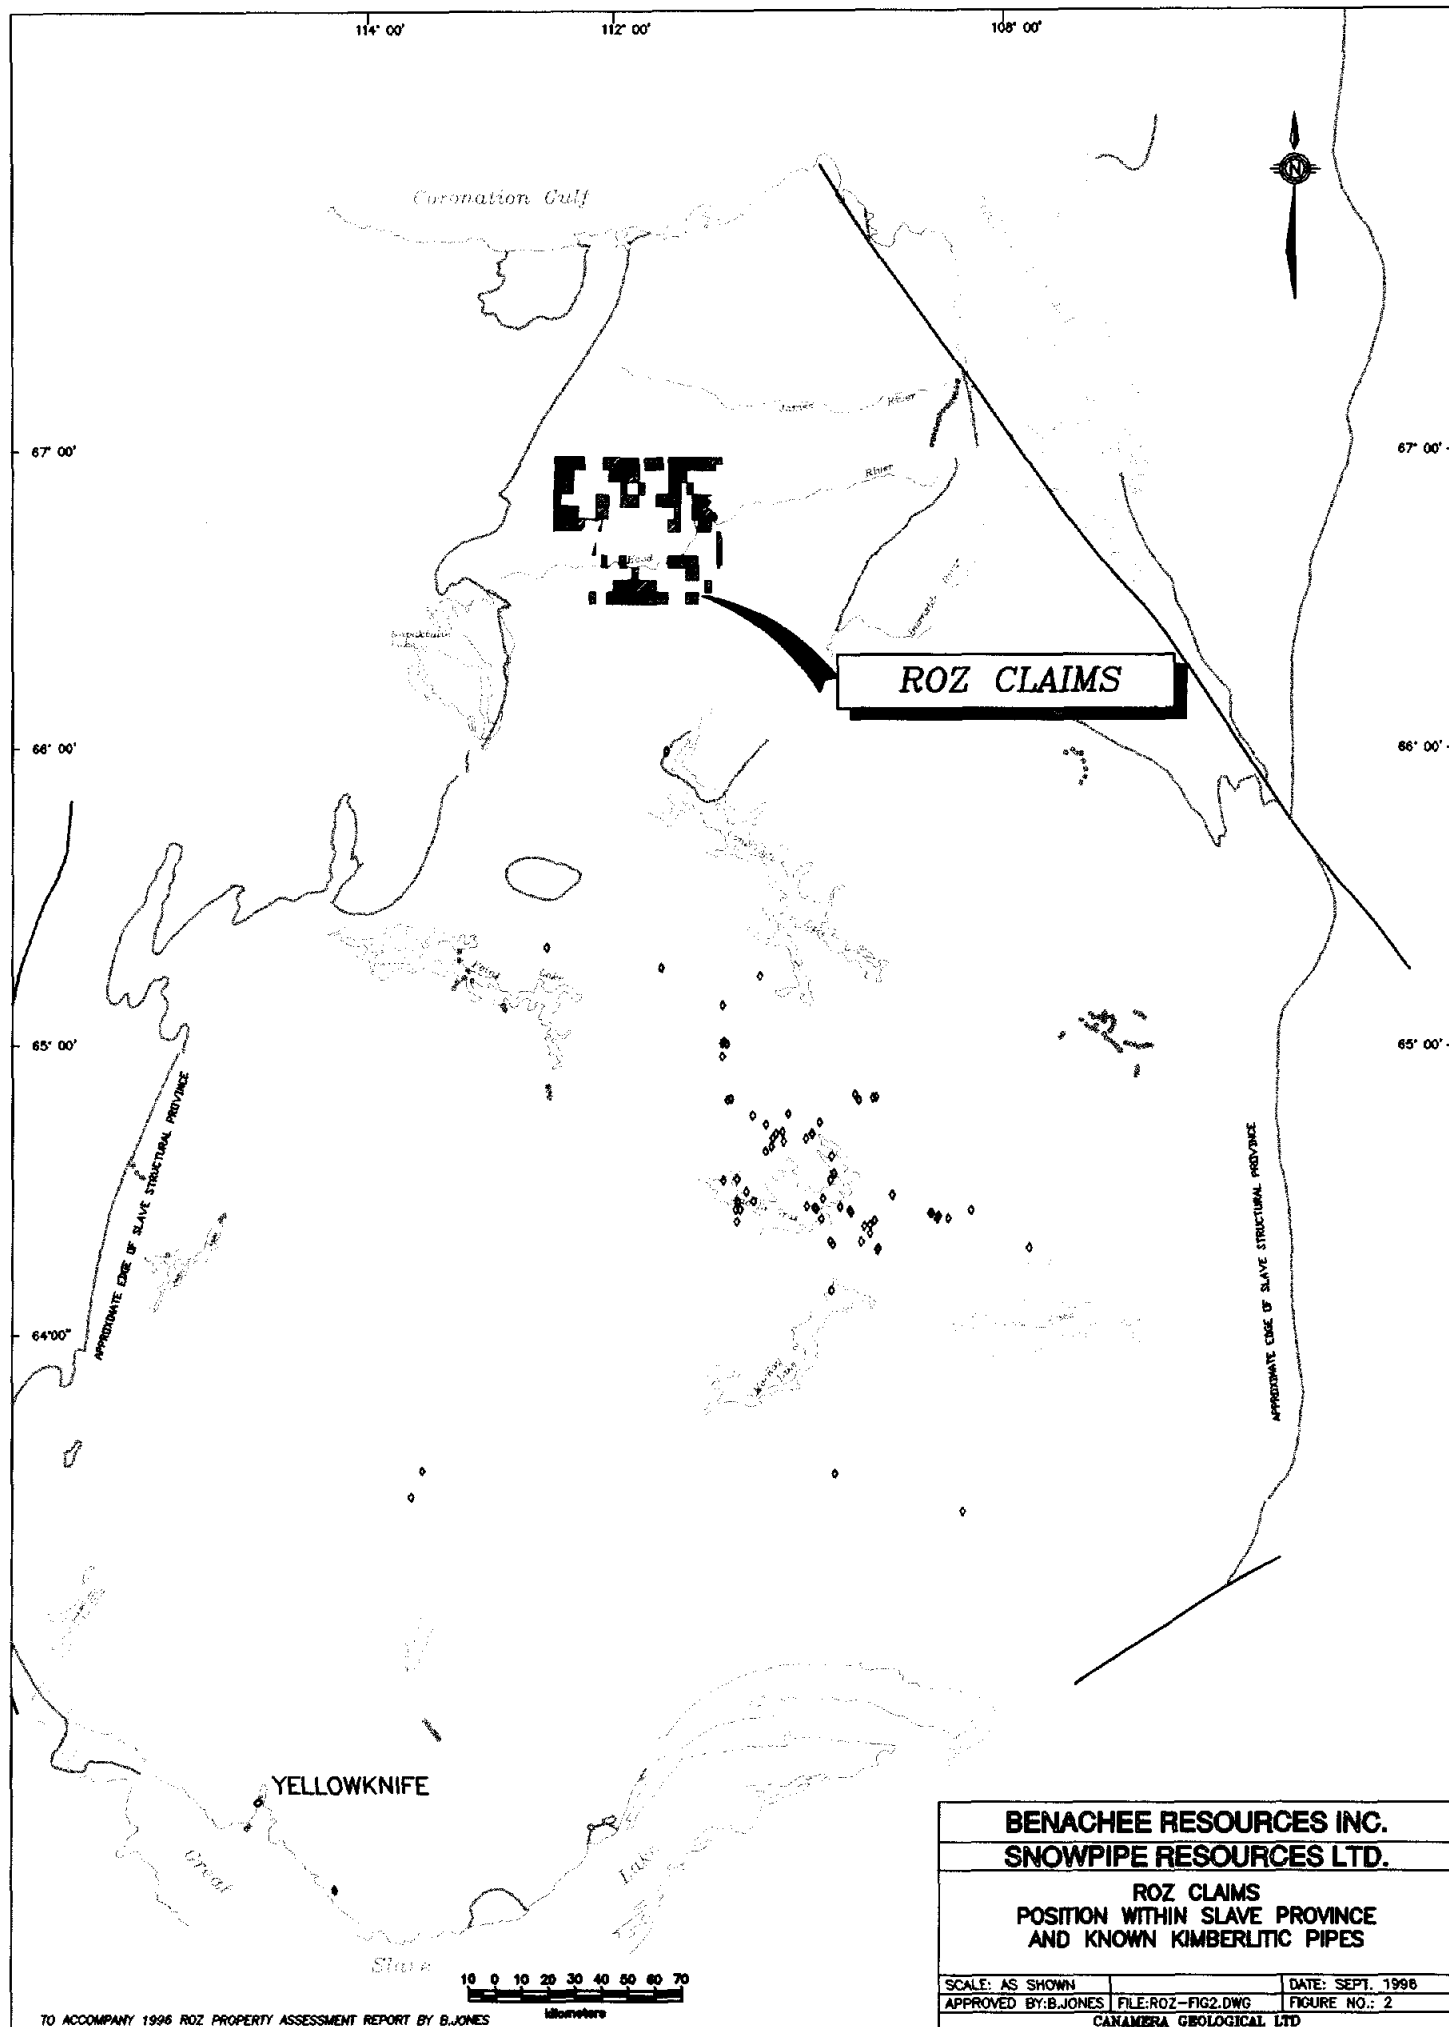 114° 00'
112° 00'
108° 00'
Coronation Gulf
N
James River
67° 00'
67° 00'
River
Hood
ROZ CLAIMS
66° 00'
66° 00'
Point Lake
65° 00'
65° 00'
APPROXIMATE EDGE OF SLAVE STRUCTURAL PROVINCE
APPROXIMATE EDGE OF SLAVE STRUCTURAL PROVINCE
64°00"
YELLOWKNIFE
Great
Slave
Lake
10 0 10 20 30 40 50 60 70
kilometers
BENACHEE RESOURCES INC.
SNOWPIPE RESOURCES LTD.
ROZ CLAIMS
POSITION WITHIN SLAVE PROVINCE
AND KNOWN KIMBERLITIC PIPES
SCALE: AS SHOWN
DATE: SEPT. 1996
APPROVED BY:B.JONES
FILE:ROZ-FIG2.DWG
FIGURE NO.: 2
CANAMERA GEOLOGICAL LTD
TO ACCOMPANY 1996 ROZ PROPERTY ASSESSMENT REPORT BY B.JONES